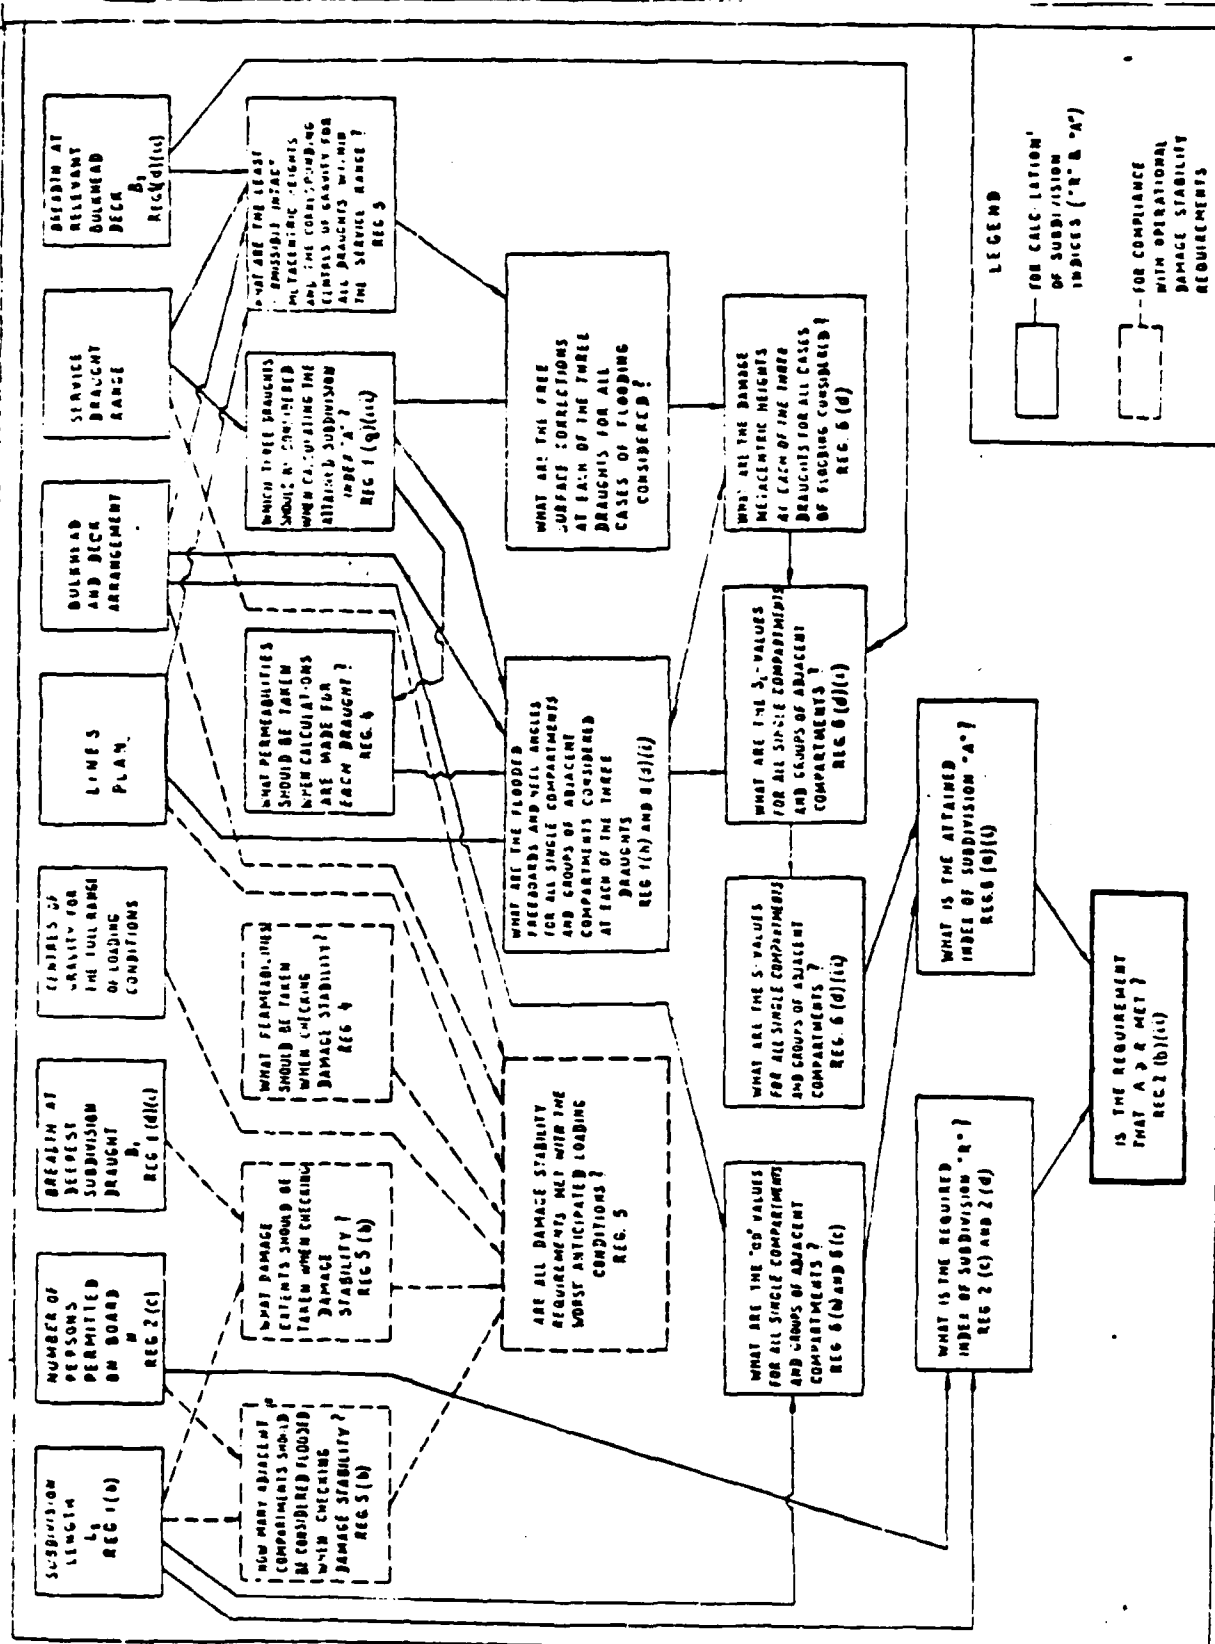 SUBDIVISION
LENGTH
REG 1(b)
NUMBER OF
PERSONS
PERMITTED
ON BOARD
N
REG 2(c)
BREADTH AT
DEEPEST
SUBDIVISION
DRAUGHT
B₁
REG 1(d)(i)
CENTRES OF
GRAVITY FOR
THE FULL RANGE
OF LOADING
CONDITIONS
LINES
PLAN
BULKHEAD
AND DECK
ARRANGEMENT
SERVICE
DRAUGHT
RANGE
BREADTH AT
RELEVANT
BULKHEAD
DECK
REG 1(d)(ii)
HOW MANY ADJACENT
COMPARTMENTS SHOULD
BE CONSIDERED FLOODED
WHEN CHECKING
DAMAGE STABILITY?
REG 5(b)
WHAT DAMAGE
EXTENTS SHOULD BE
TAKEN WHEN CHECKING
DAMAGE
STABILITY?
REG 5(b)
WHAT PERMEABILITIES
SHOULD BE TAKEN
WHEN CHECKING
DAMAGE STABILITY?
REG 4
WHAT PERMEABILITIES
SHOULD BE TAKEN
WHEN CALCULATIONS
ARE MADE FOR
EACH DRAUGHT?
REG. 4
WHICH THREE DRAUGHTS
SHOULD BE CONSIDERED
WHEN CALCULATING THE
ATTAINED SUBDIVISION
INDEX "A"?
REG 1(q)(iii)
WHAT ARE THE LEAST
PERMISSIBLE INTACT
METACENTRIC HEIGHTS
AND THE CORRESPONDING
CENTRES OF GRAVITY FOR
ALL DRAUGHTS WITHIN
THE SERVICE RANGE?
REG 5
ARE ALL DAMAGE STABILITY
REQUIREMENTS MET WITH THE
WORST ANTICIPATED LOADING
CONDITIONS?
REG. 5
WHAT ARE THE FLOODED
FREEBOARDS AND HEEL ANGLES
FOR ALL SINGLE COMPARTMENTS
AND GROUPS OF ADJACENT
COMPARTMENTS CONSIDERED
AT EACH OF THE THREE
DRAUGHTS
REG 1(h) AND 6(d)(i)
WHAT ARE THE FREE
SURFACE CORRECTIONS
AT EACH OF THE THREE
DRAUGHTS FOR ALL
CASES OF FLOODING
CONSIDERED?
WHAT ARE THE "ap" VALUES
FOR ALL SINGLE COMPARTMENTS
AND GROUPS OF ADJACENT
COMPARTMENTS?
REG 6(b) AND 6(c)
WHAT ARE THE S-VALUES
FOR ALL SINGLE COMPARTMENTS
AND GROUPS OF ADJACENT
COMPARTMENTS?
REG. 6(d)(ii)
WHAT ARE THE Sᵢ-VALUES
FOR ALL SINGLE COMPARTMENTS
AND GROUPS OF ADJACENT
COMPARTMENTS?
REG 6(d)(i)
WHAT ARE THE DAMAGE
METACENTRIC HEIGHTS
AT EACH OF THE THREE
DRAUGHTS FOR ALL CASES
OF FLOODING CONSIDERED?
REG. 6(d)
WHAT IS THE REQUIRED
INDEX OF SUBDIVISION "R"?
REG 2(c) AND 2(d)
WHAT IS THE ATTAINED
INDEX OF SUBDIVISION "A"?
REG.6(a)(i)
IS THE REQUIREMENT
THAT A ≥ R MET?
REG 2(b)(ii)
LEGEND
FOR CALCULATION
OF SUBDIVISION
INDICES ("R" & "A")
FOR COMPLIANCE
WITH OPERATIONAL
DAMAGE STABILITY
REQUIREMENTS